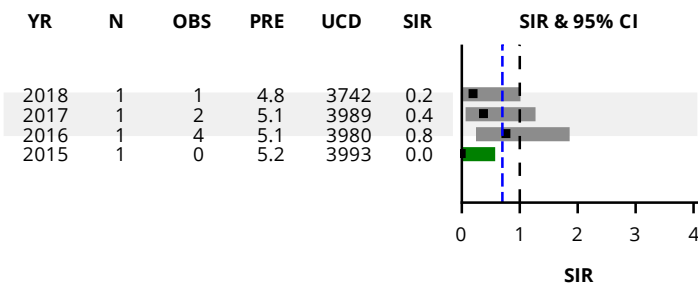 YR N OBS PRE UCD SIR SIR & 95% CI
2018 1 1 4.8 3742 0.2
2017 1 2 5.1 3989 0.4
2016 1 4 5.1 3980 0.8
2015 1 0 5.2 3993 0.0
0 1 2 3 4
SIR